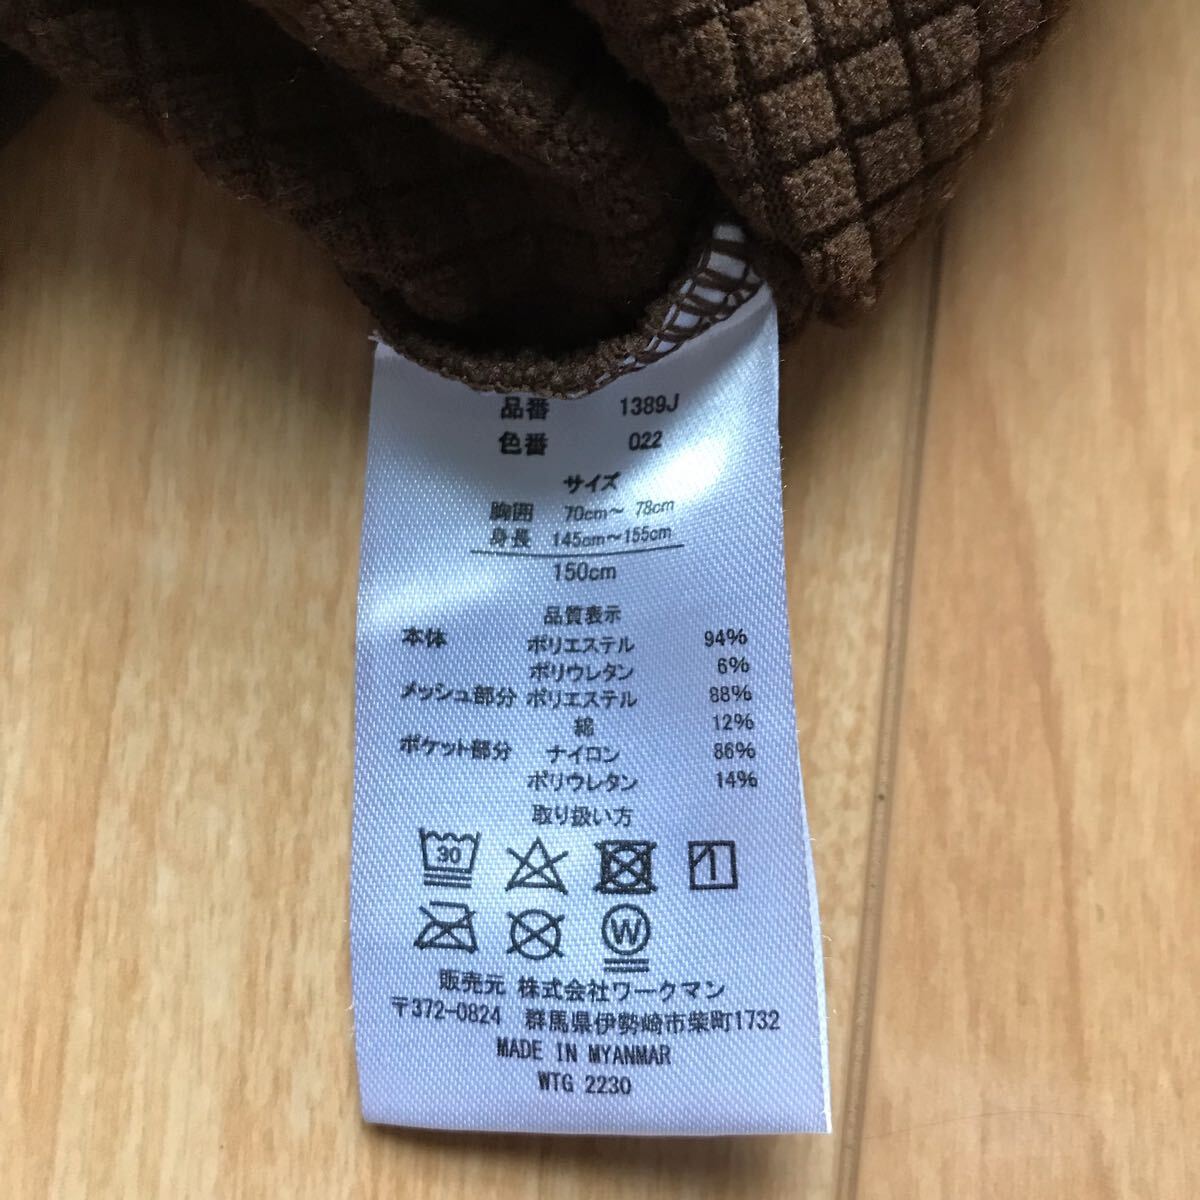 品番 1389J
色番 022
サイズ
胸囲 70cm～ 78cm
身長 145cm～155cm
150cm
品質表示
本体 ポリエステル 94%
ポリウレタン 6%
メッシュ部分 ポリエステル 88%
綿 12%
ポケット部分 ナイロン 86%
ポリウレタン 14%
取り扱い方
30
W
販売元 株式会社ワークマン
〒372-0824 群馬県伊勢崎市柴町1732
MADE IN MYANMAR
WTG 2230